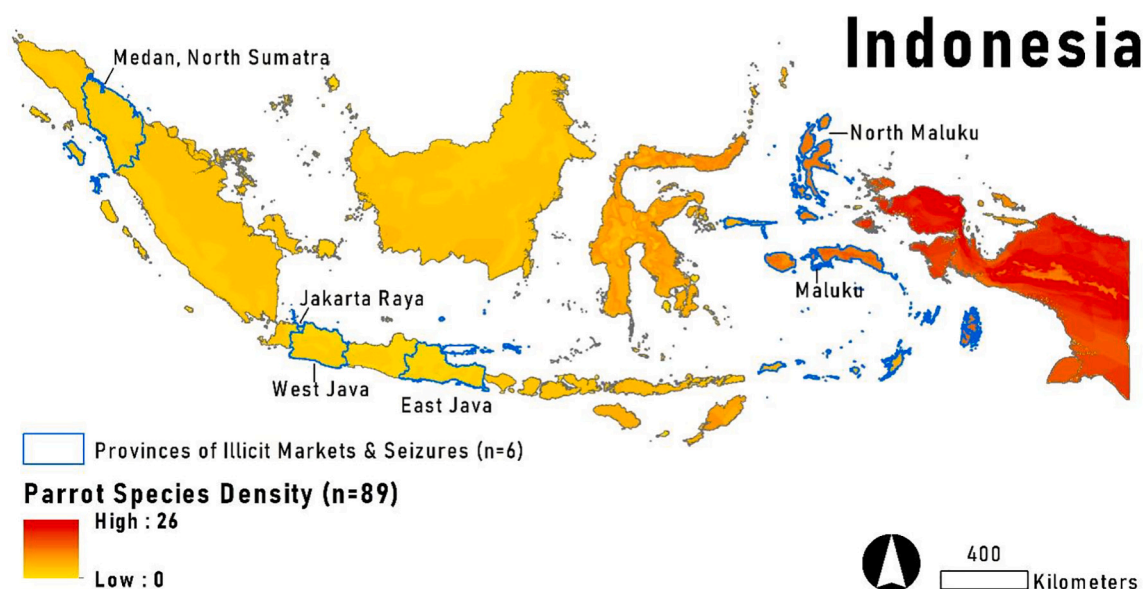 Indonesia
Medan, North Sumatra
North Maluku
Maluku
Jakarta Raya
West Java
East Java
Provinces of Illicit Markets & Seizures (n=6)
Parrot Species Density (n=89)
High : 26
Low : 0
400
Kilometers